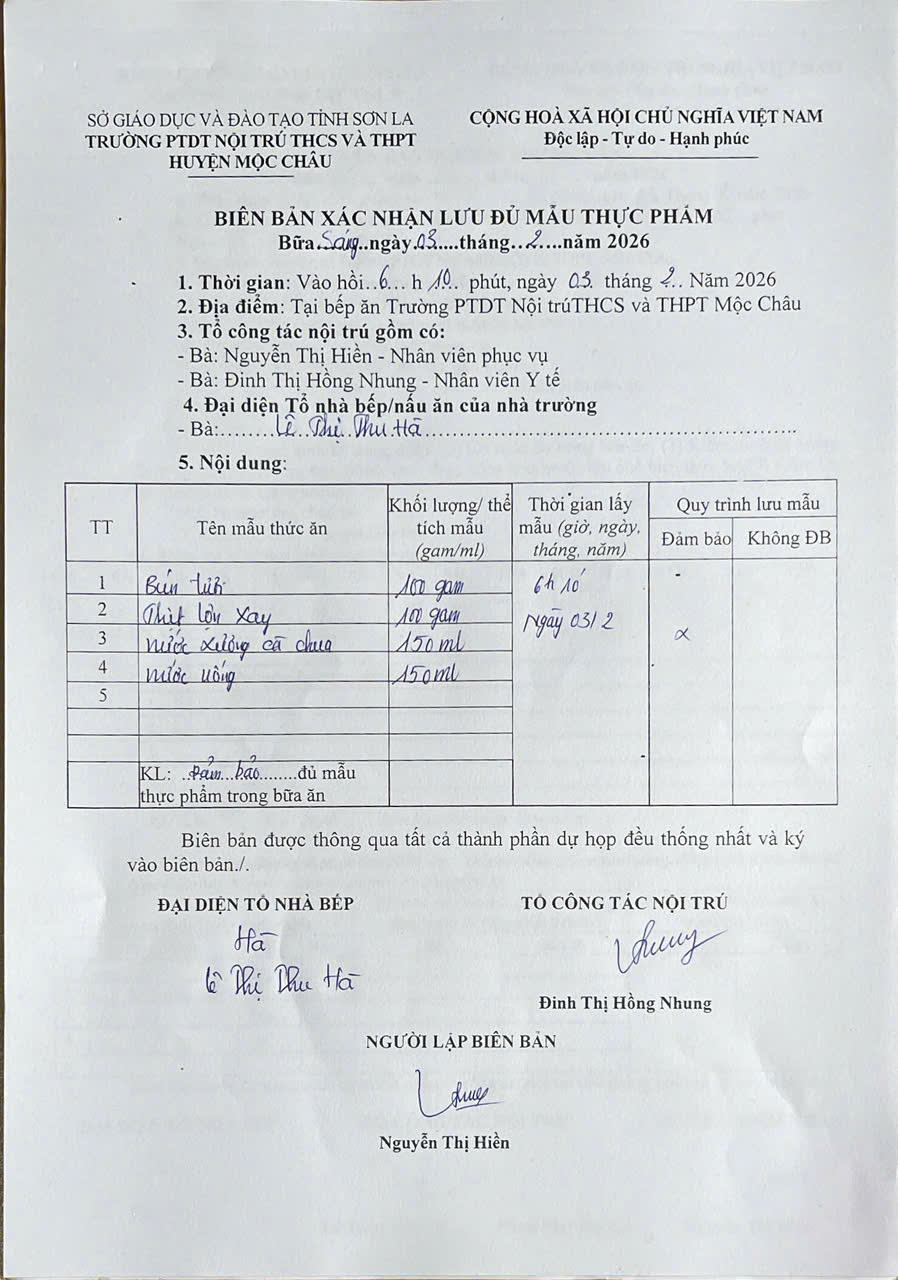 SỞ GIÁO DỤC VÀ ĐÀO TẠO TỈNH SƠN LA
TRƯỜNG PTDT NỘI TRÚ THCS VÀ THPT
HUYỆN MỘC CHÂU
CỘNG HOÀ XÃ HỘI CHỦ NGHĨA VIỆT NAM
Độc lập - Tự do - Hạnh phúc
BIÊN BẢN XÁC NHẬN LƯU ĐỦ MẪU THỰC PHẨM
Bữa Sáng ngày 03 tháng 2 năm 2026
1. Thời gian: Vào hồi 6 h 10 phút, ngày 03 tháng 2 Năm 2026
2. Địa điểm: Tại bếp ăn Trường PTDT Nội trúTHCS và THPT Mộc Châu
3. Tổ công tác nội trú gồm có:
- Bà: Nguyễn Thị Hiền - Nhân viên phục vụ
- Bà: Đinh Thị Hồng Nhung - Nhân viên Y tế
4. Đại diện Tổ nhà bếp/nấu ăn của nhà trường
- Bà: Lê Thị Thu Hà
5. Nội dung:
TT Tên mẫu thức ăn Khối lượng/ thể tích mẫu (gam/ml) Thời gian lấy mẫu (giờ, ngày, tháng, năm) Quy trình lưu mẫu
Đảm bảo Không ĐB
1 Bún 100 gam 6h 10'
2 Thịt lợn xay 100 gam Ngày 03/2
3 nước xương cà chua 150 ml x
4 nước uống 150 ml
5
KL: Đảm bảo đủ mẫu
thực phẩm trong bữa ăn
Biên bản được thông qua tất cả thành phần dự họp đều thống nhất và ký
vào biên bản./.
ĐẠI DIỆN TỔ NHÀ BẾP
Hà
Lê Thị Thu Hà
TỔ CÔNG TÁC NỘI TRÚ
Nhung
Đinh Thị Hồng Nhung
NGƯỜI LẬP BIÊN BẢN
Nguyễn Thị Hiền